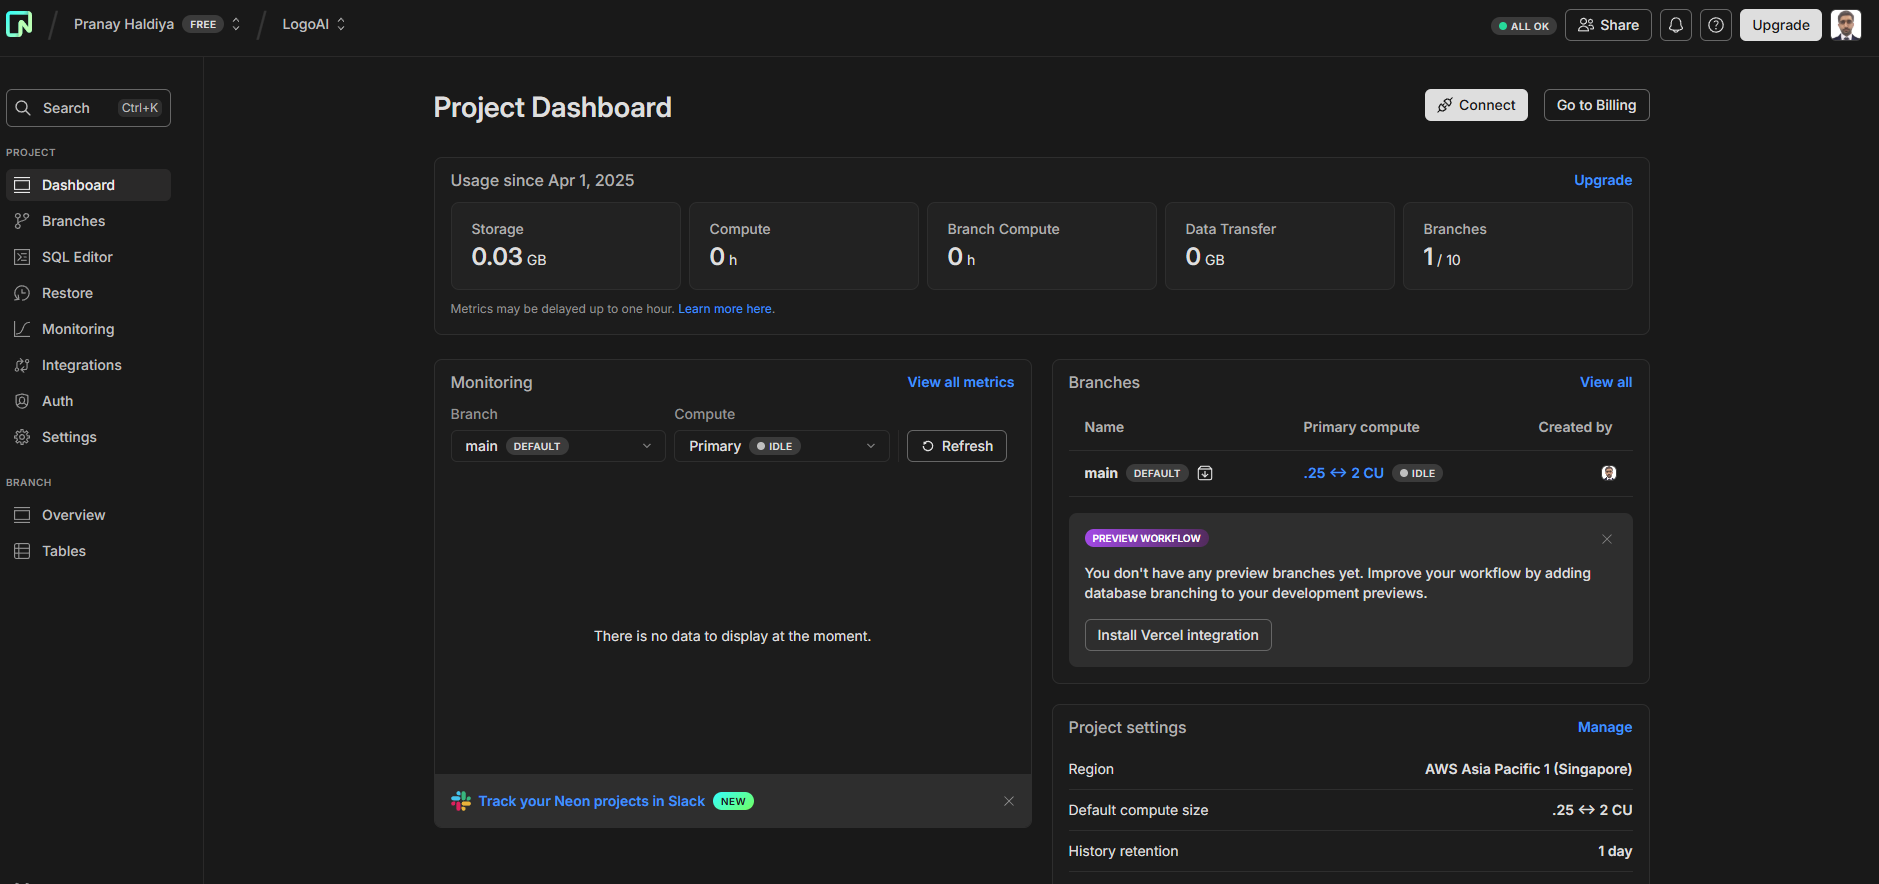 Pranay Haldiya FREE
LogoAI
ALL OK
Share
Upgrade
Search Ctrl+K
PROJECT
Dashboard
Branches
SQL Editor
Restore
Monitoring
Integrations
Auth
Settings
BRANCH
Overview
Tables
Project Dashboard
Connect
Go to Billing
Usage since Apr 1, 2025
Upgrade
Storage
0.03 GB
Compute
0 h
Branch Compute
0 h
Data Transfer
0 GB
Branches
1 / 10
Metrics may be delayed up to one hour. Learn more here.
Monitoring
View all metrics
Branch
Compute
main DEFAULT
Primary IDLE
Refresh
There is no data to display at the moment.
Track your Neon projects in Slack NEW
Branches
View all
Name Primary compute Created by
main DEFAULT .25 ↔ 2 CU IDLE
PREVIEW WORKFLOW
You don't have any preview branches yet. Improve your workflow by adding
database branching to your development previews.
Install Vercel integration
Project settings
Manage
Region AWS Asia Pacific 1 (Singapore)
Default compute size .25 ↔ 2 CU
History retention 1 day